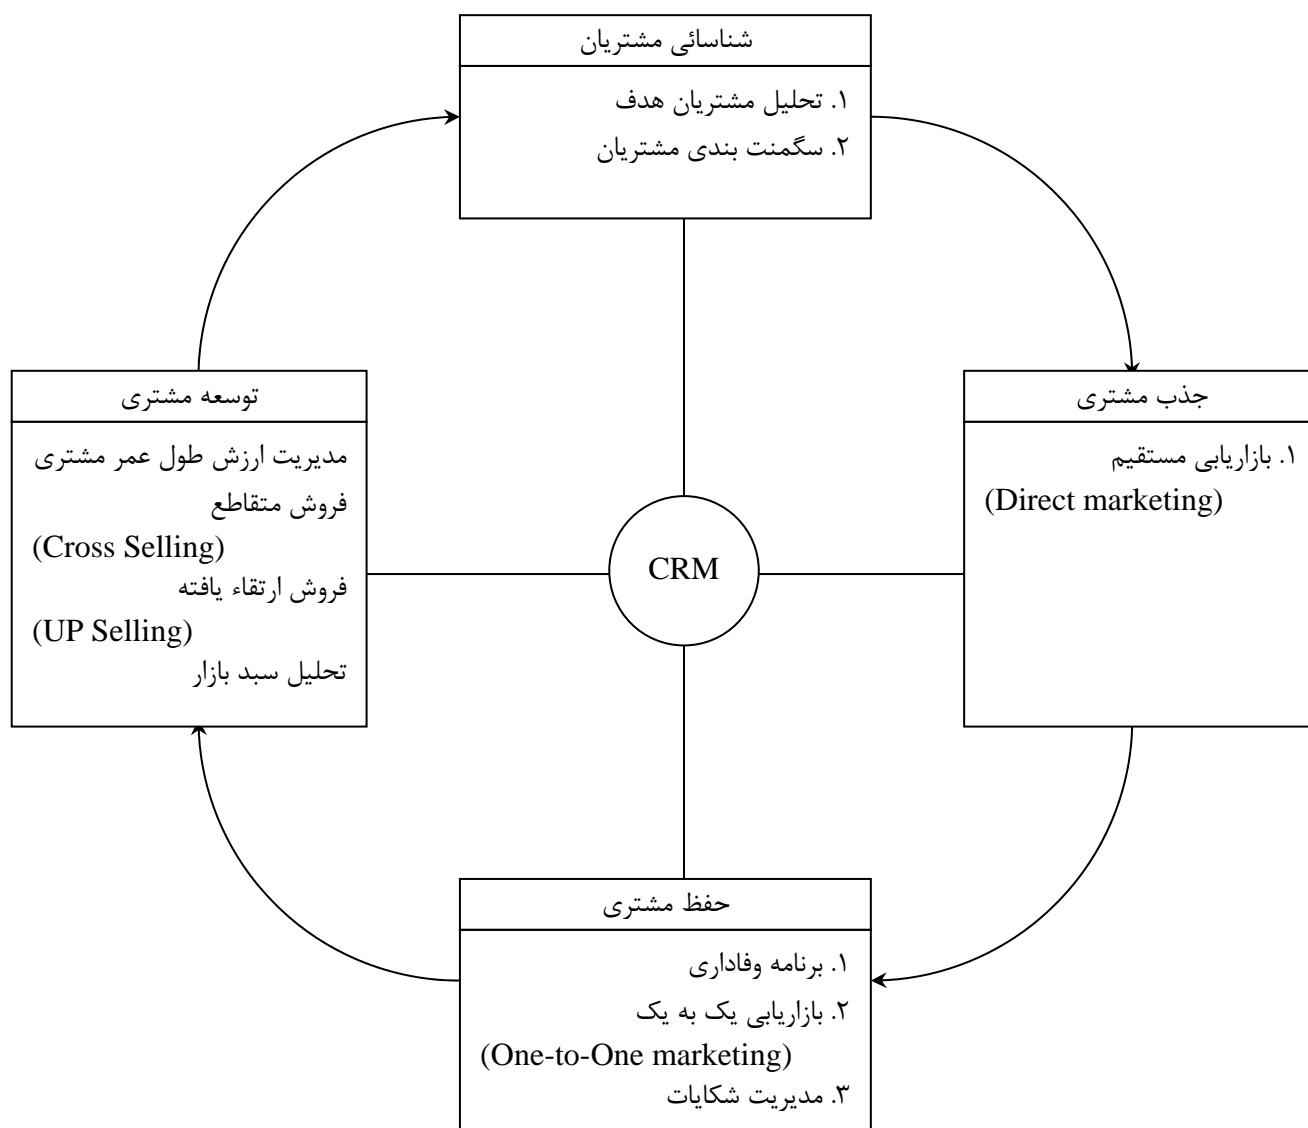 شناسائی مشتریان
۱. تحلیل مشتریان هدف
۲. سگمنت بندی مشتریان
جذب مشتری
۱. بازاریابی مستقیم
(Direct marketing)
حفظ مشتری
۱. برنامه وفاداری
۲. بازاریابی یک به یک
(One-to-One marketing)
۳. مدیریت شکایات
توسعه مشتری
مدیریت ارزش طول عمر مشتری
فروش متقاطع
(Cross Selling)
فروش ارتقاء یافته
(UP Selling)
تحلیل سبد بازار
CRM